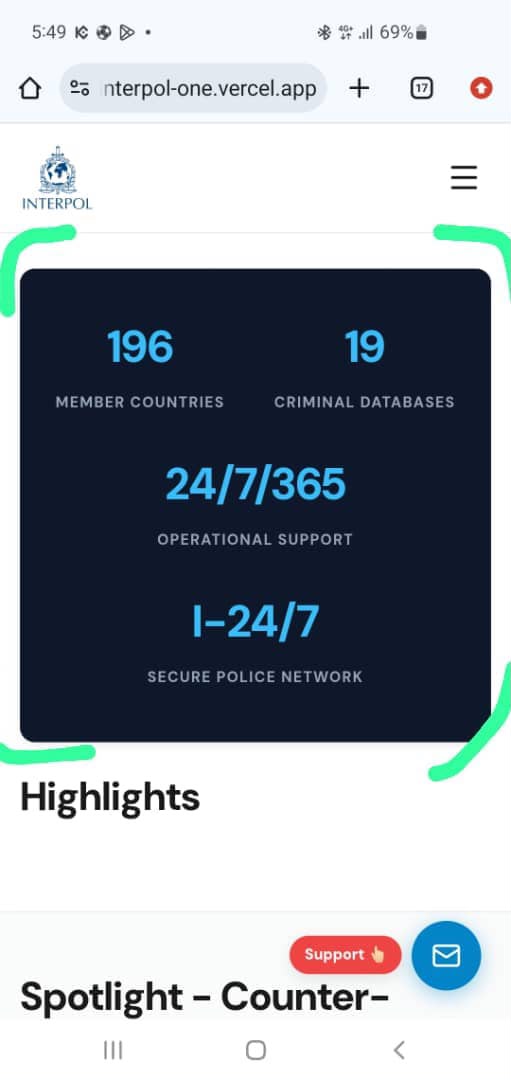 5:49
4G+
69%
nterpol-one.vercel.app
17
INTERPOL
196
19
MEMBER COUNTRIES
CRIMINAL DATABASES
24/7/365
OPERATIONAL SUPPORT
I-24/7
SECURE POLICE NETWORK
Highlights
Support 👆
Spotlight - Counter-